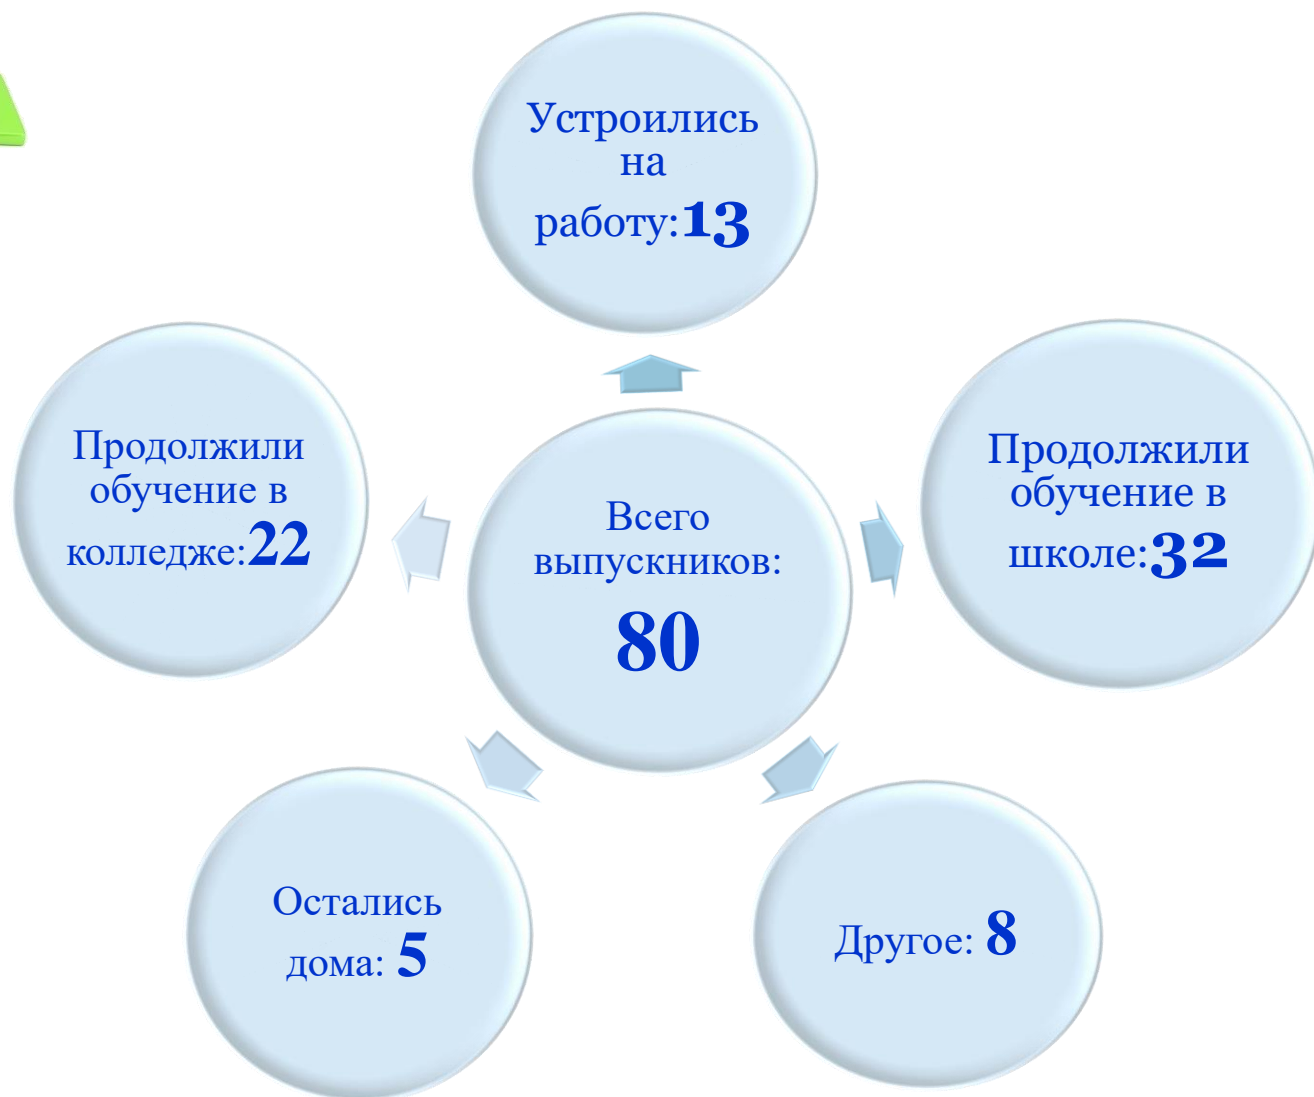 Устроились
на
работу:13
Продолжили
обучение в
колледже:22
Всего
выпускников:
80
Продолжили
обучение в
школе:32
Остались
дома: 5
Другое: 8